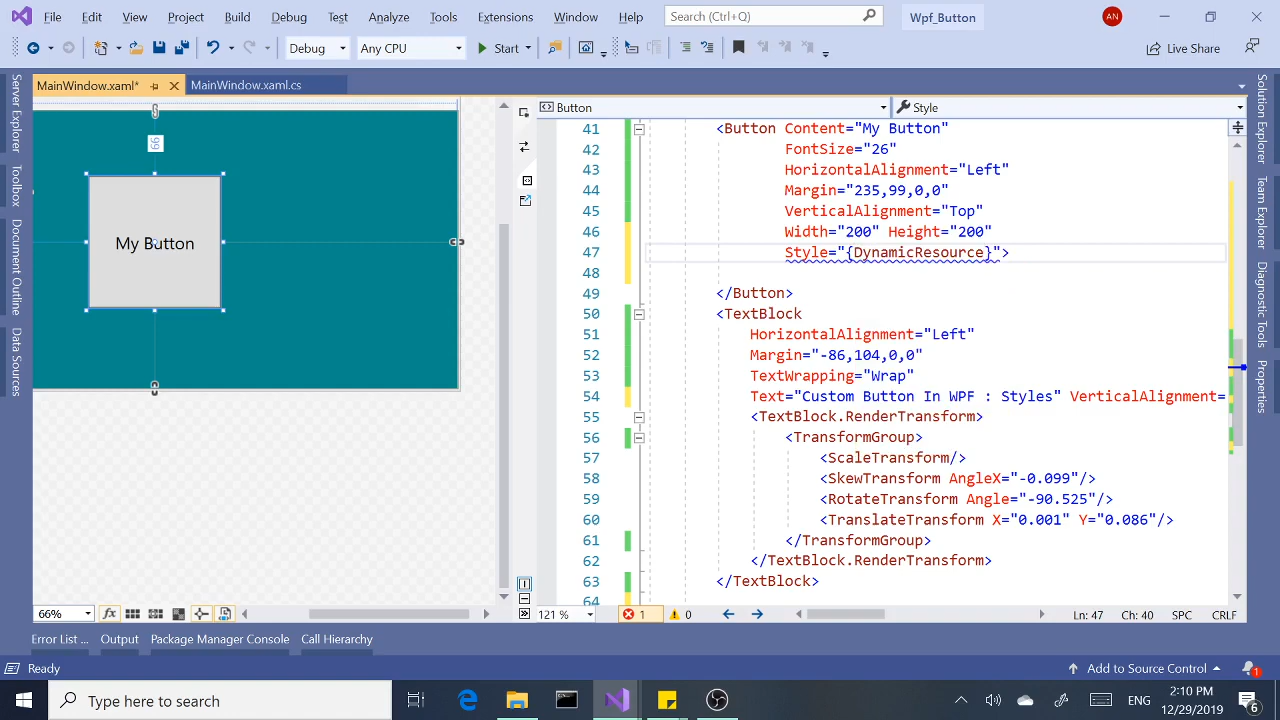 File Edit View Project Build Debug Test Analyze Tools Extensions Window Help Search (Ctrl+Q) Wpf_Button AN
Debug Any CPU Start Live Share
MainWindow.xaml* MainWindow.xaml.cs
Button Style
Server Explorer
Toolbox
Document Outline
Data Sources
99
My Button
41 <Button Content="My Button"
42 FontSize="26"
43 HorizontalAlignment="Left"
44 Margin="235,99,0,0"
45 VerticalAlignment="Top"
46 Width="200" Height="200"
47 Style="{DynamicResource}">
48
49 </Button>
50 <TextBlock
51 HorizontalAlignment="Left"
52 Margin="-86,104,0,0"
53 TextWrapping="Wrap"
54 Text="Custom Button In WPF : Styles" VerticalAlignment=
55 <TextBlock.RenderTransform>
56 <TransformGroup>
57 <ScaleTransform/>
58 <SkewTransform AngleX="-0.099"/>
59 <RotateTransform Angle="-90.525"/>
60 <TranslateTransform X="0.001" Y="0.086"/>
61 </TransformGroup>
62 </TextBlock.RenderTransform>
63 </TextBlock>
64
Solution Explorer
Team Explorer
Diagnostic Tools
Properties
66% fx 121 % 1 0 Ln: 47 Ch: 40 SPC CRLF
Error List ... Output Package Manager Console Call Hierarchy
Ready Add to Source Control 1
Type here to search ENG 2:10 PM
12/29/2019 6